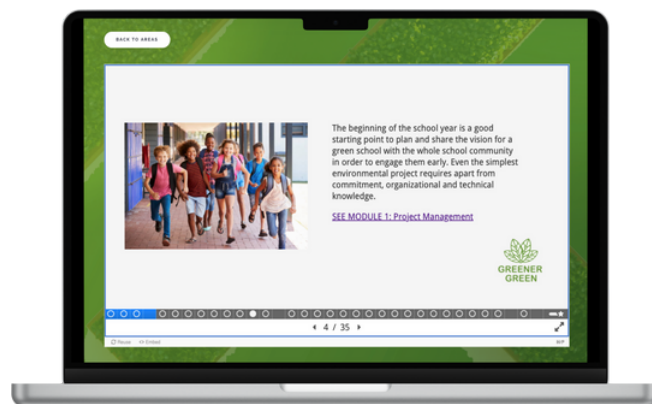 BACK TO AREAS
The beginning of the school year is a good
starting point to plan and share the vision for a
green school with the whole school community
in order to engage them early. Even the simplest
environmental project requires apart from
commitment, organizational and technical
knowledge.
SEE MODULE 1: Project Management
GREENER
GREEN
4 / 35
Reuse <> Embed
H-P